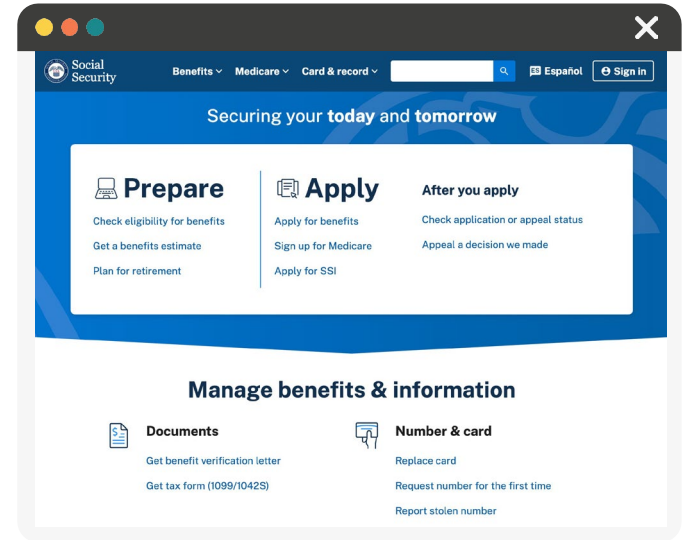 Social
Security
Benefits
Medicare
Card & record
ES Español
Sign in
Securing your today and tomorrow
Prepare
Check eligibility for benefits
Get a benefits estimate
Plan for retirement
Apply
Apply for benefits
Sign up for Medicare
Apply for SSI
After you apply
Check application or appeal status
Appeal a decision we made
Manage benefits & information
Documents
Get benefit verification letter
Get tax form (1099/1042S)
Number & card
Replace card
Request number for the first time
Report stolen number